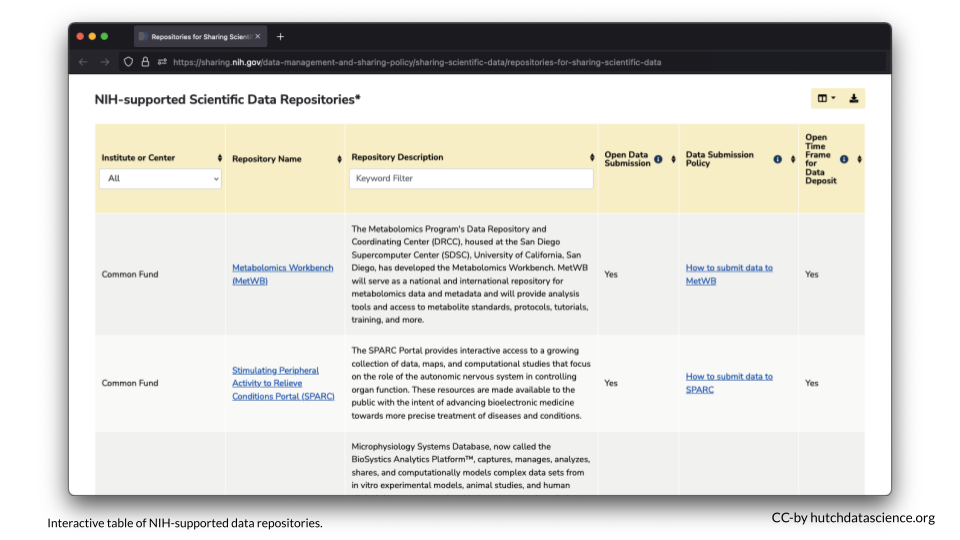 Repositories for Sharing Scienti
https://sharing.nih.gov/data-management-and-sharing-policy/sharing-scientific-data/repositories-for-sharing-scientific-data
NIH-supported Scientific Data Repositories*
Institute or Center
All
Repository Name
Repository Description
Keyword Filter
Open Data
Submission
Data Submission
Policy
Open
Time
Frame
for
Data
Deposit
Common Fund
Metabolomics Workbench
(MetWB)
The Metabolomics Program's Data Repository and
Coordinating Center (DRCC), housed at the San Diego
Supercomputer Center (SDSC), University of California, San
Diego, has developed the Metabolomics Workbench. MetWB
will serve as a national and international repository for
metabolomics data and metadata and will provide analysis
tools and access to metabolite standards, protocols, tutorials,
training, and more.
Yes
How to submit data to
MetWB
Yes
Common Fund
Stimulating Peripheral
Activity to Relieve
Conditions Portal (SPARC)
The SPARC Portal provides interactive access to a growing
collection of data, maps, and computational studies that focus
on the role of the autonomic nervous system in controlling
organ function. These resources are made available to the
public with the intent of advancing bioelectronic medicine
towards more precise treatment of diseases and conditions.
Yes
How to submit data to
SPARC
Yes
Microphysiology Systems Database, now called the
BioSystics Analytics Platform™, captures, manages, analyzes,
shares, and computationally models complex data sets from
in vitro experimental models, animal studies, and human
Interactive table of NIH-supported data repositories.
CC-by hutchdatascience.org